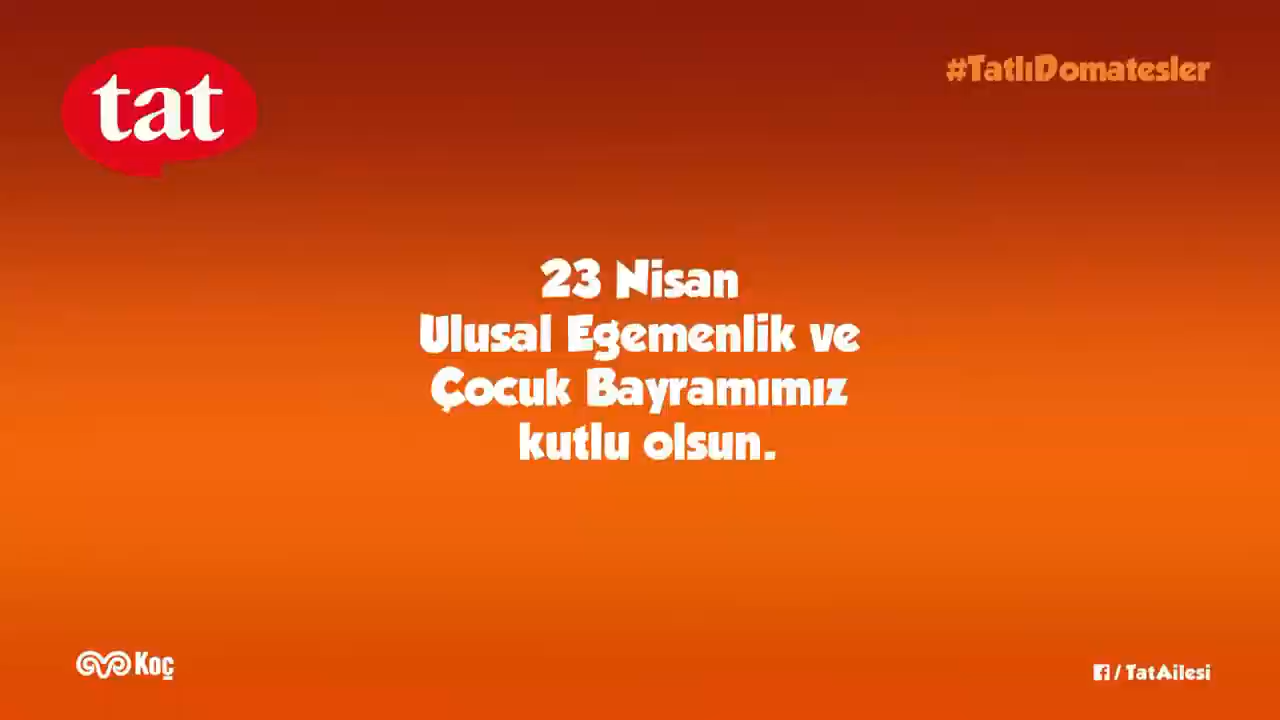 tat
#TatlıDomatesler
23 Nisan
Ulusal Egemenlik ve
Çocuk Bayramımız
kutlu olsun.
Koç
f / TatAilesi